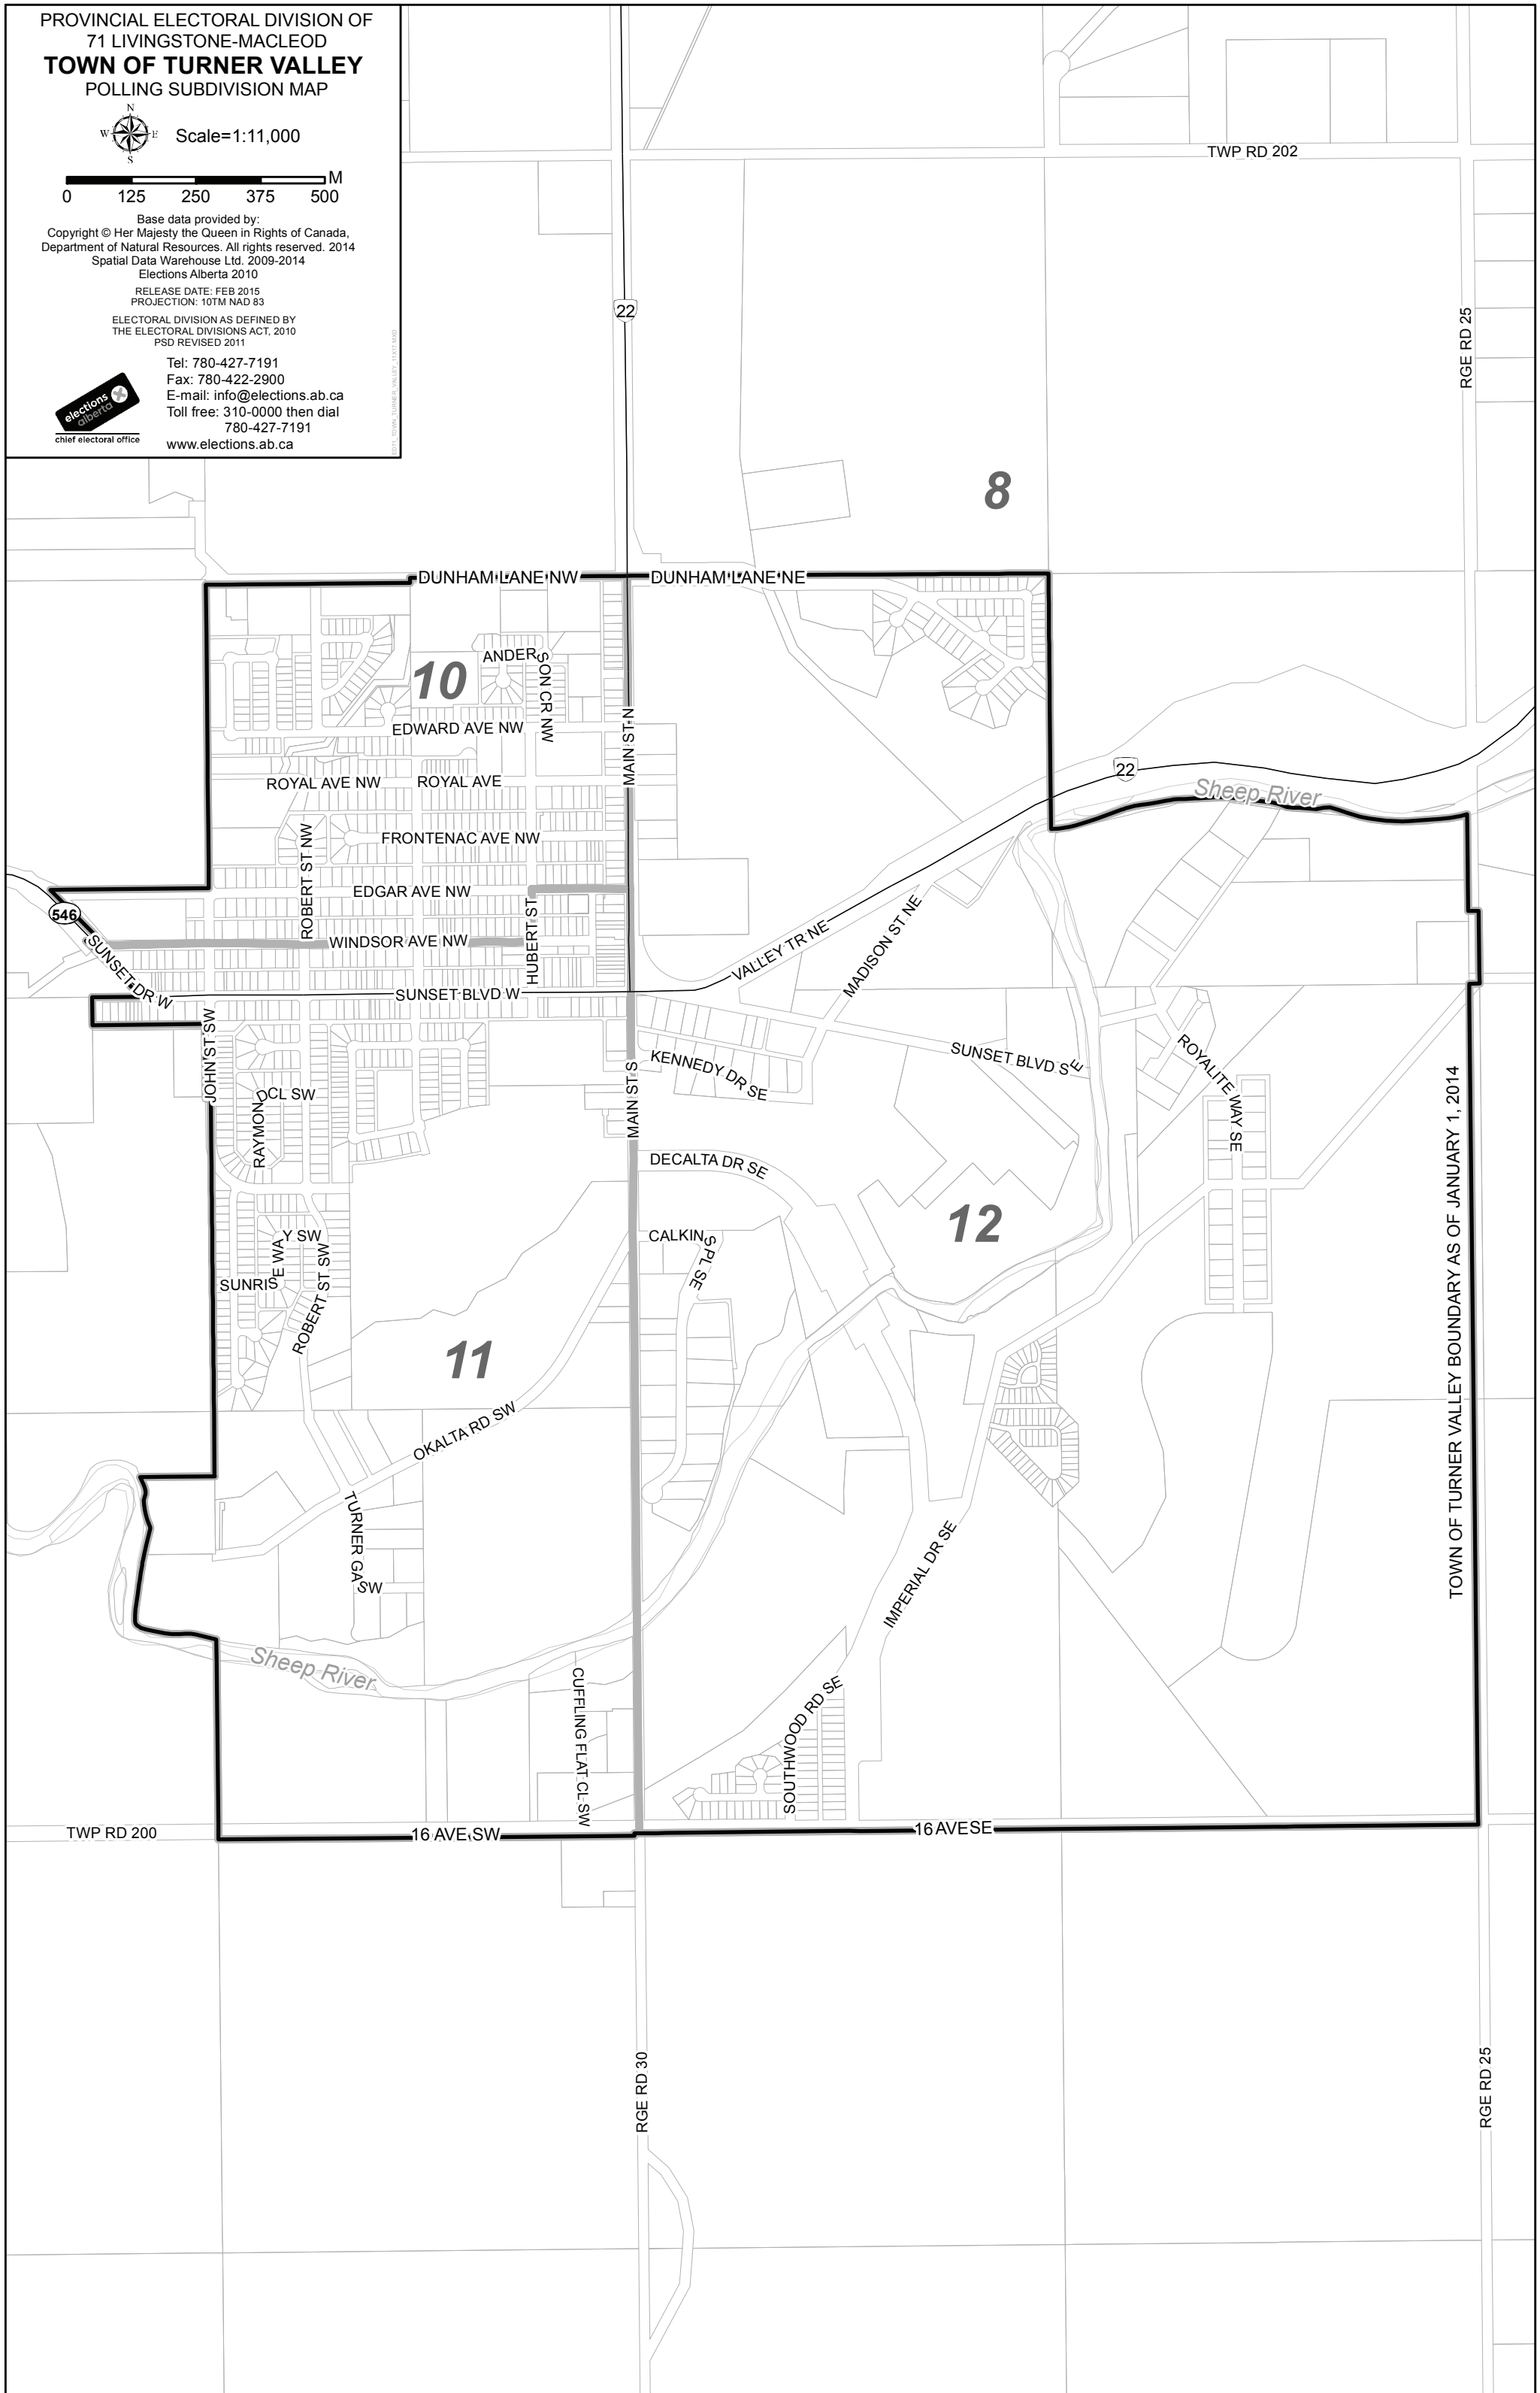 PROVINCIAL ELECTORAL DIVISION OF
71 LIVINGSTONE-MACLEOD
TOWN OF TURNER VALLEY
POLLING SUBDIVISION MAP
N
W E
S
Scale=1:11,000
M
0 125 250 375 500
Base data provided by:
Copyright © Her Majesty the Queen in Rights of Canada,
Department of Natural Resources. All rights reserved. 2014
Spatial Data Warehouse Ltd. 2009-2014
Elections Alberta 2010
RELEASE DATE: FEB 2015
PROJECTION: 10TM NAD 83
ELECTORAL DIVISION AS DEFINED BY
THE ELECTORAL DIVISIONS ACT, 2010
PSD REVISED 2011
elections
alberta
chief electoral office
Tel: 780-427-7191
Fax: 780-422-2900
E-mail: info@elections.ab.ca
Toll free: 310-0000 then dial
780-427-7191
www.elections.ab.ca
TWP RD 202
22
RGE RD 25
8
DUNHAM LANE NW
DUNHAM LANE NE
10
ANDERSON CR NW
EDWARD AVE NW
MAIN ST N
ROYAL AVE NW
ROYAL AVE
22
Sheep River
FRONTENAC AVE NW
ROBERT ST NW
EDGAR AVE NW
546
HUBERT ST
WINDSOR AVE NW
SUNSET DR W
VALLEY TR NE
MADISON ST NE
SUNSET BLVD W
JOHN ST SW
KENNEDY DR SE
SUNSET BLVD SE
ROYALITE WAY SE
RAYMOND CL SW
MAIN ST S
DECALTA DR SE
12
CALKINS PL SE
SUNRISE WAY SW
ROBERT ST SW
11
TOWN OF TURNER VALLEY BOUNDARY AS OF JANUARY 1, 2014
OKALTA RD SW
TURNER GA SW
IMPERIAL DR SE
Sheep River
CUFFLING FLAT CL SW
SOUTHWOOD RD SE
TWP RD 200
16 AVE SW
16 AVE SE
RGE RD 30
RGE RD 25